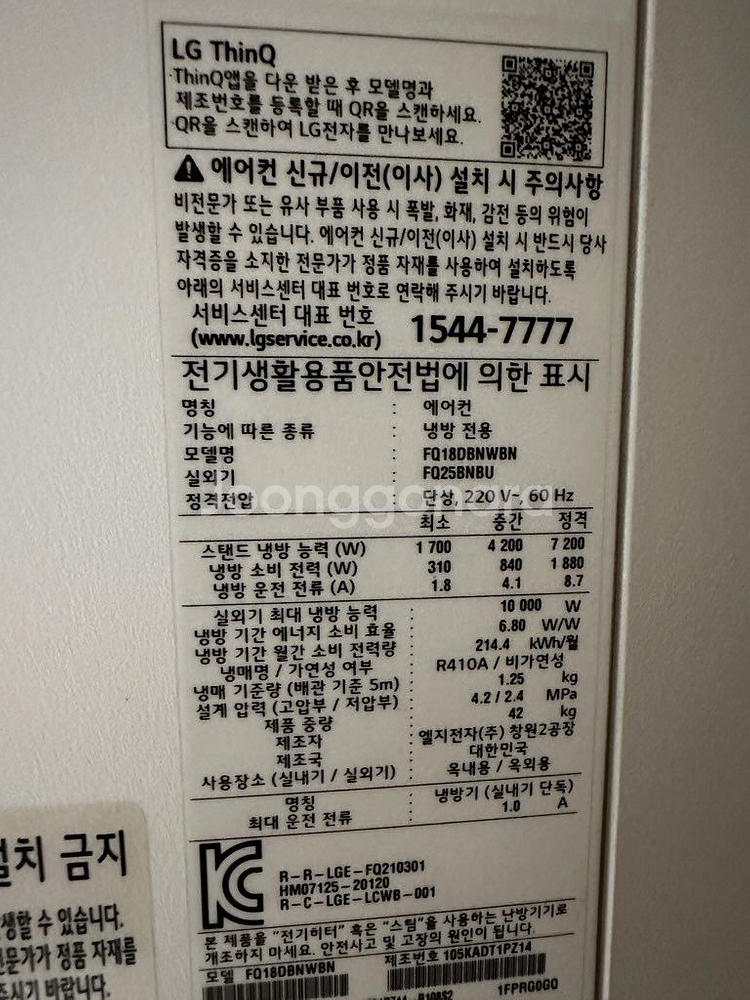 LG ThinQ
·ThinQ앱을 다운 받은 후 모델명과
제조번호를 등록할 때 QR을 스캔하세요.
·QR을 스캔하여 LG전자를 만나보세요.
에어컨 신규/이전(이사) 설치 시 주의사항
비전문가 또는 유사 부품 사용 시 폭발, 화재, 감전 등의 위험이
발생할 수 있습니다. 에어컨 신규/이전(이사) 설치 시 반드시 당사
자격증을 소지한 전문가가 정품 자재를 사용하여 설치하도록
아래의 서비스센터 대표 번호로 연락해 주시기 바랍니다.
서비스센터 대표 번호
(www.lgservice.co.kr) 1544-7777
전기생활용품안전법에 의한 표시
명칭 : 에어컨
기능에 따른 종류 : 냉방 전용
모델명 : FQ18DBNWBN
실외기 : FQ25BNBU
정격전압 : 단상, 220 V~, 60 Hz
최소 중간 정격
스탠드 냉방 능력 (W) 1 700 4 200 7 200
냉방 소비 전력 (W) 310 840 1 880
냉방 운전 전류 (A) 1.8 4.1 8.7
실외기 최대 냉방 능력 : 10 000 W
냉방 기간 에너지 소비 효율 : 6.80 W/W
냉방 기간 월간 소비 전력량 : 214.4 kWh/월
냉매명 / 가연성 여부 : R410A / 비가연성
냉매 기준량 (배관 기준 5m) : 1.25 kg
설계 압력 (고압부 / 저압부) : 4.2 / 2.4 MPa
제품 중량 : 42 kg
제조자 : 엘지전자(주) 창원2공장
제조국 : 대한민국
사용장소 (실내기 / 실외기) : 옥내용 / 옥외용
명칭 : 냉방기 (실내기 단독)
최대 운전 전류 : 1.0 A
R-R-LGE-FQ210301
HM07125-20120
R-C-LGE-LCWB-001
본 제품을 "전기히터" 혹은 "스팀"을 사용하는 난방기기로
개조하지 마세요. 안전사고 및 고장의 원인이 됩니다.
모델 FQ18DBNWBN 제조번호 105KADT1PZ14
1FPRG0GQ
설치 금지
생할 수 있습니다.
전문가가 정품 자재를
주시기 바랍니다.